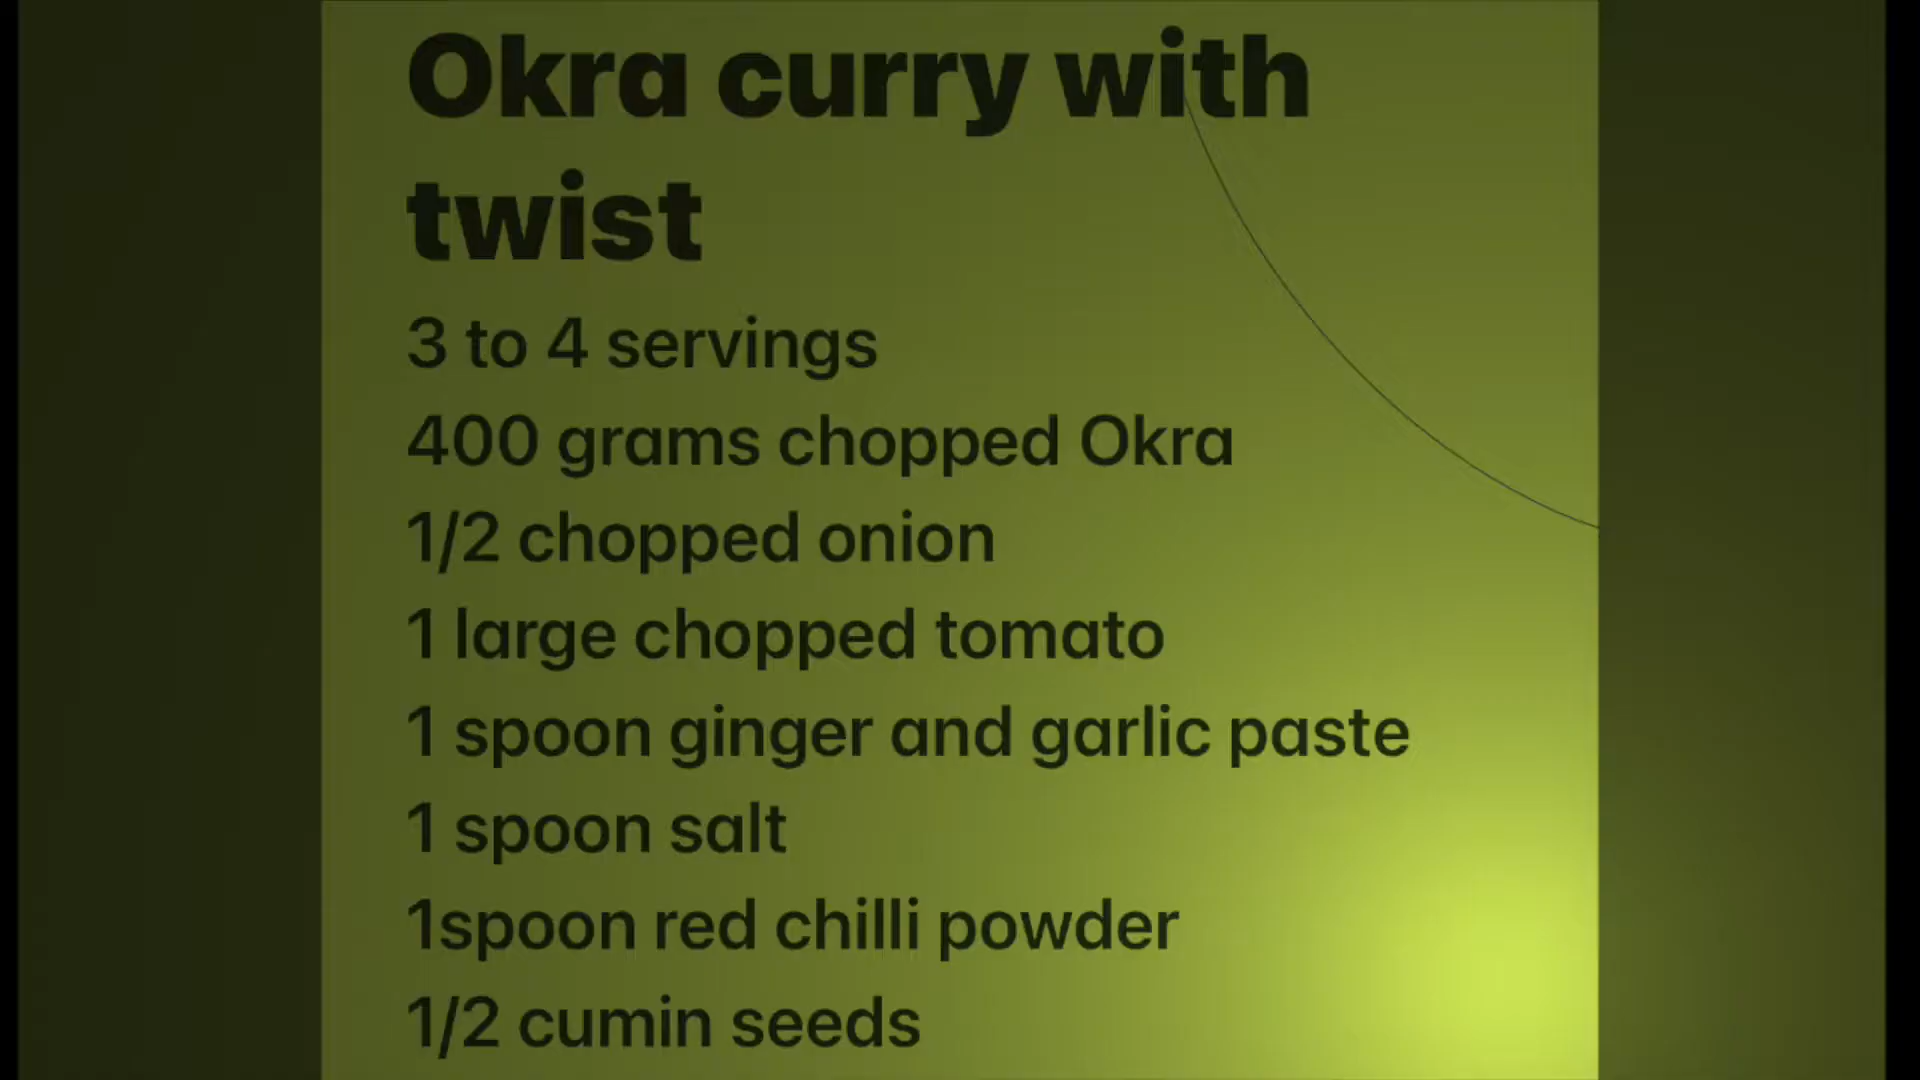 Okra curry with
twist
3 to 4 servings
400 grams chopped Okra
1/2 chopped onion
1 large chopped tomato
1 spoon ginger and garlic paste
1 spoon salt
1spoon red chilli powder
1/2 cumin seeds